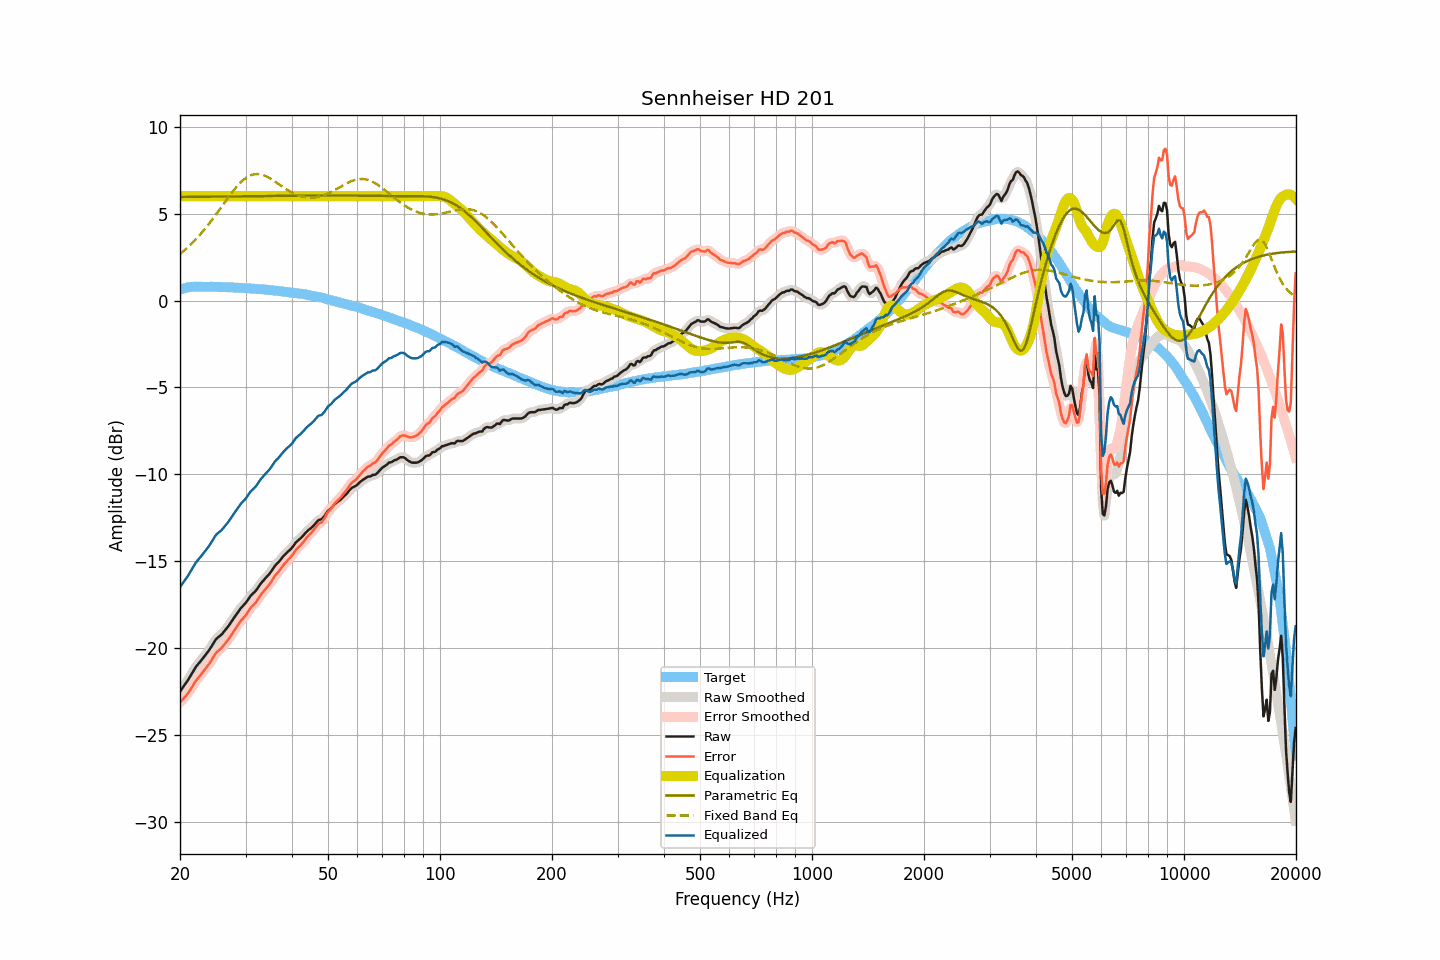 Sennheiser HD 201
Amplitude (dBr)
10
5
0
−5
−10
−15
−20
−25
−30
Target
Raw Smoothed
Error Smoothed
Raw
Error
Equalization
Parametric Eq
Fixed Band Eq
Equalized
20 50 100 200 500 1000 2000 5000 10000 20000
Frequency (Hz)